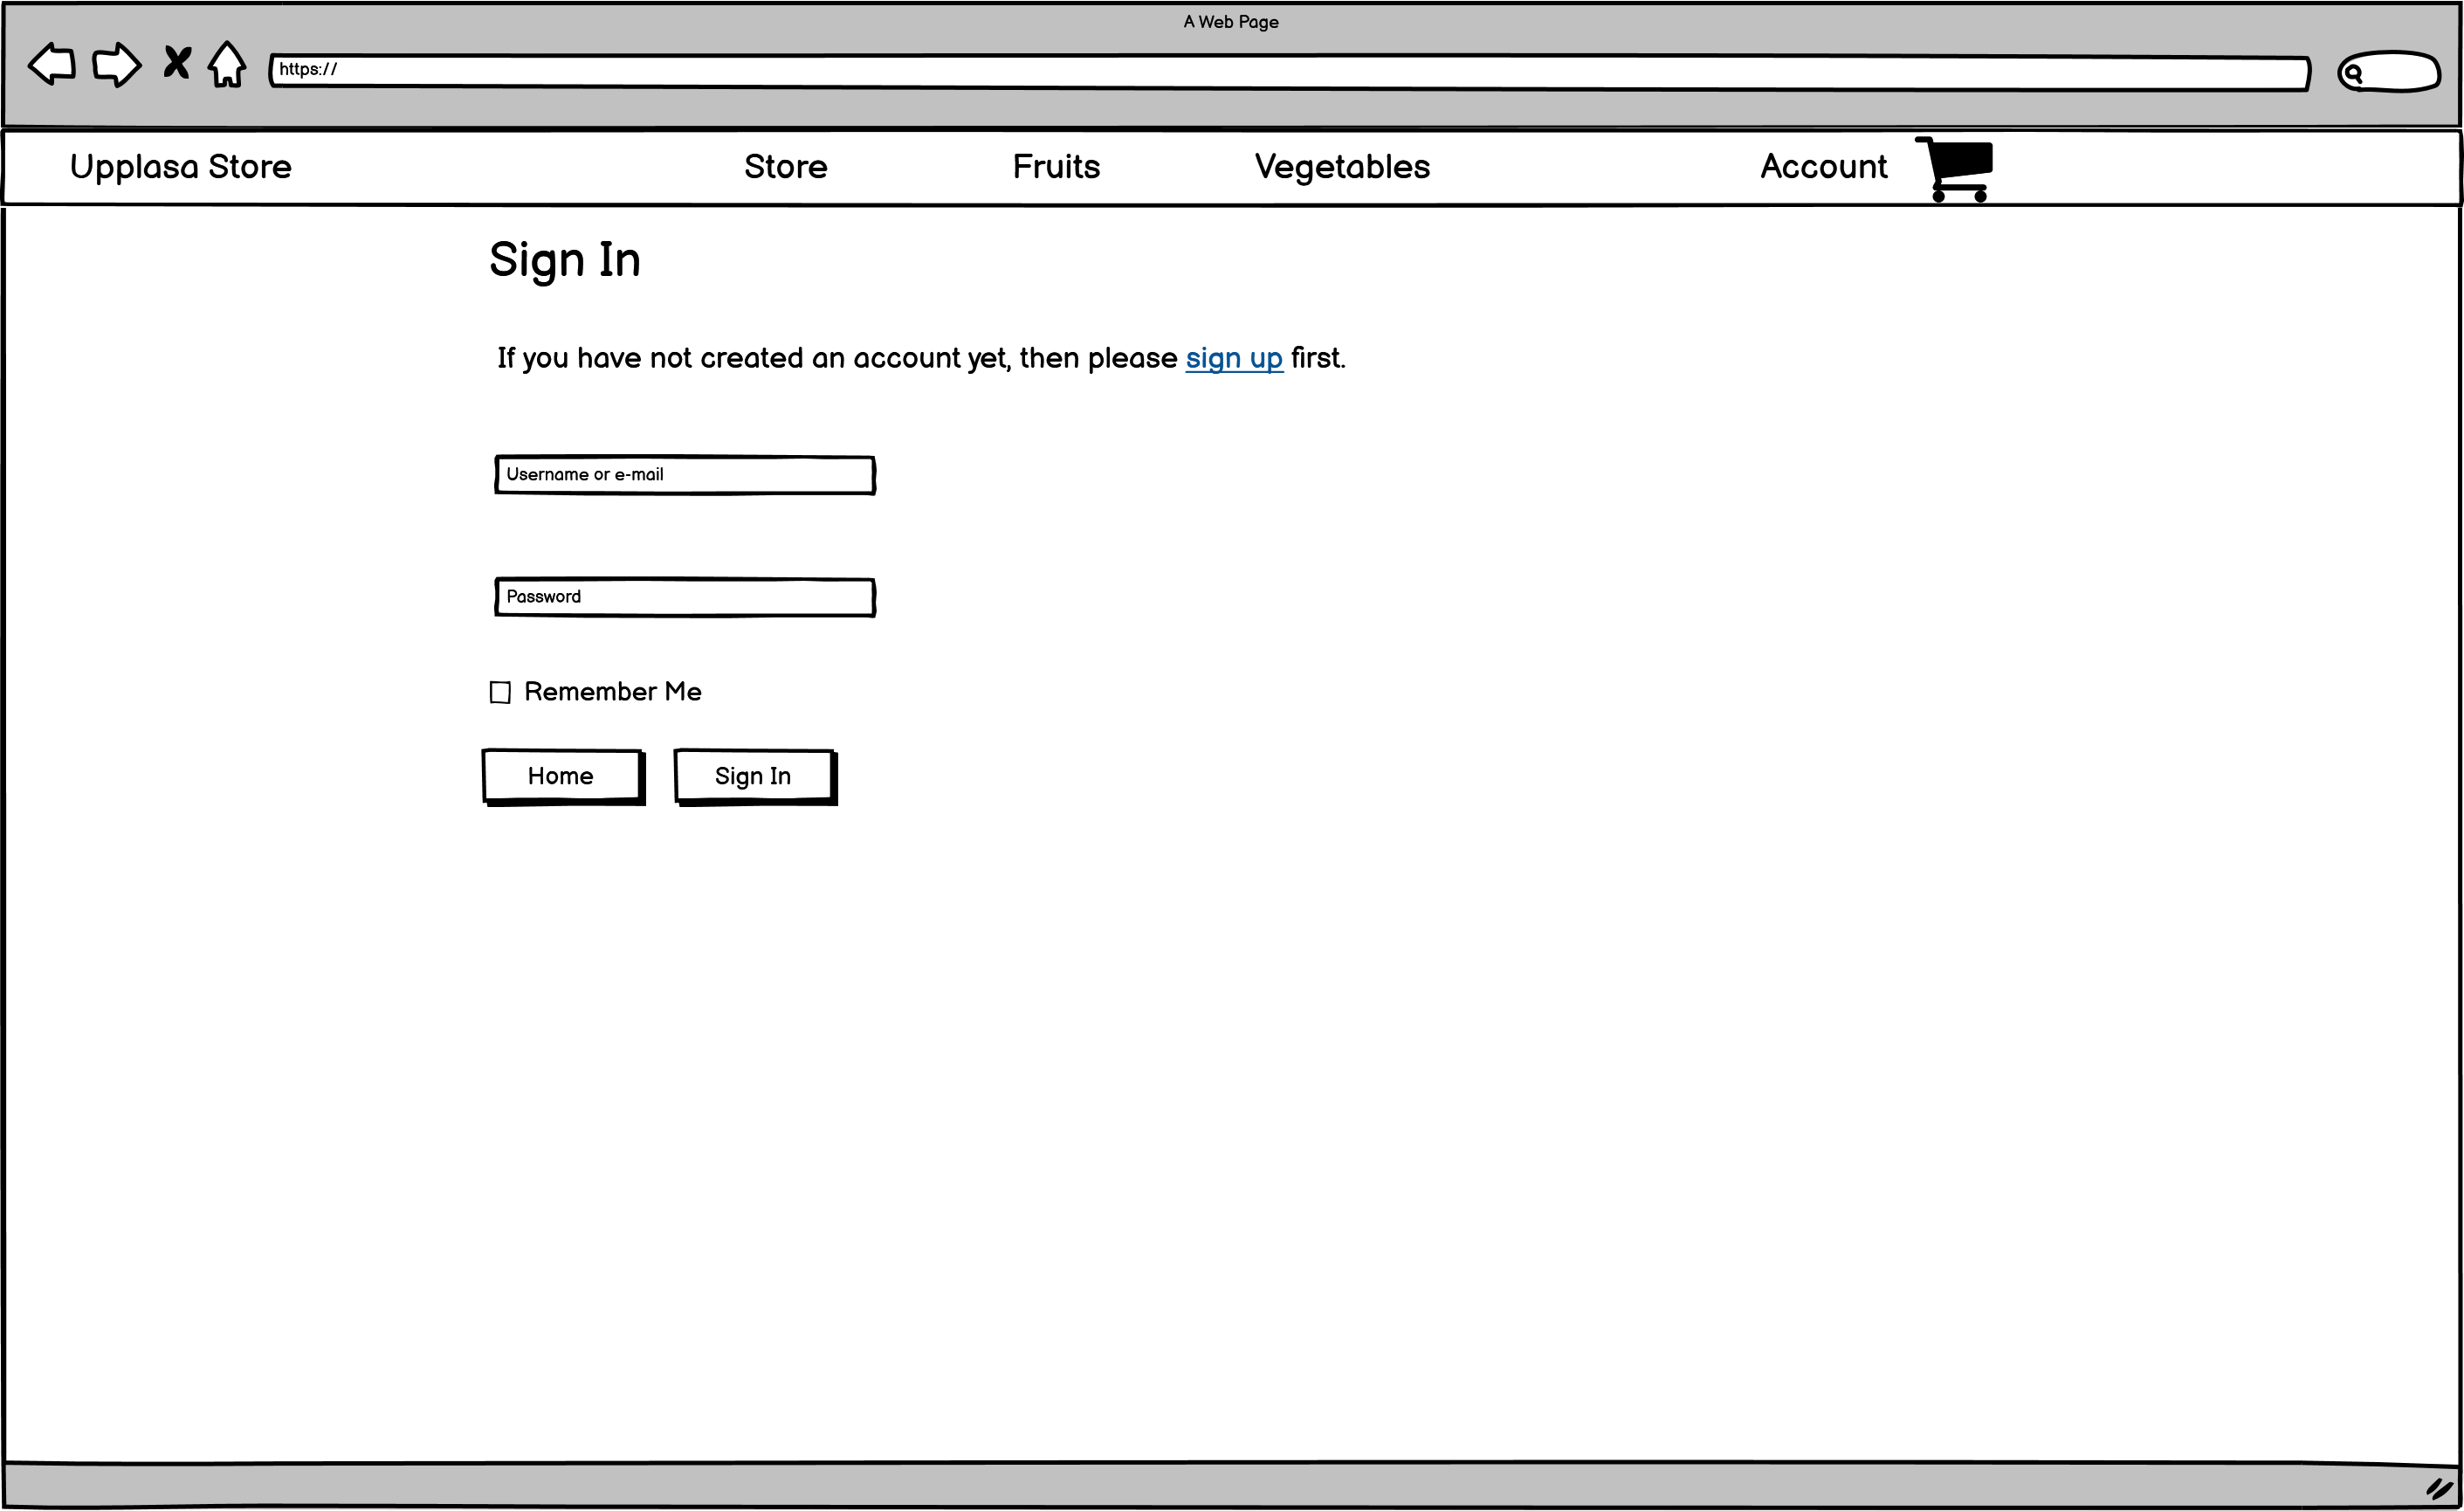 A Web Page
https://
Upplasa Store Store Fruits Vegetables Account
Sign In
If you have not created an account yet, then please sign up first.
Username or e-mail
Password
Remember Me
Home Sign In